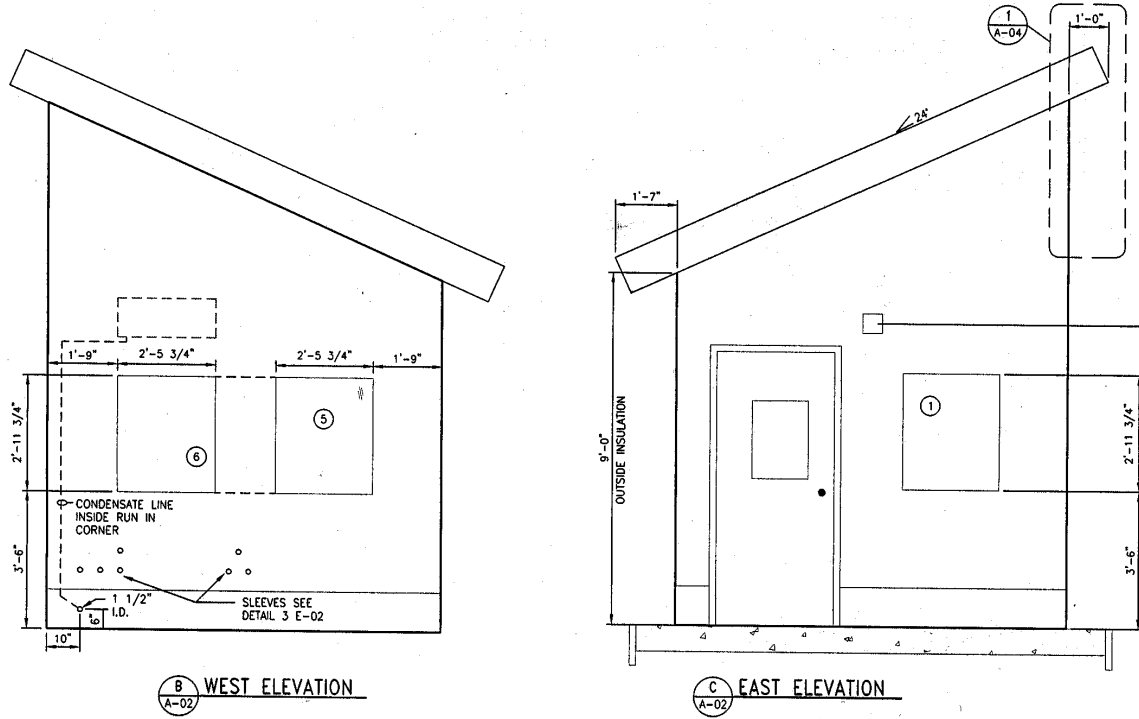 1'-9"
2'-5 3/4"
2'-5 3/4"
1'-9"
2'-11 3/4"
5
6
CONDENSATE LINE
INSIDE RUN IN
CORNER
3'-6"
1 1/2"
I.D.
6"
SLEEVES SEE
DETAIL 3 E-02
10"
B
A-02
WEST ELEVATION
1
A-04
1'-0"
24"
1'-7"
9'-0"
OUTSIDE INSULATION
1
2'-11 3/4"
3'-6"
C
A-02
EAST ELEVATION